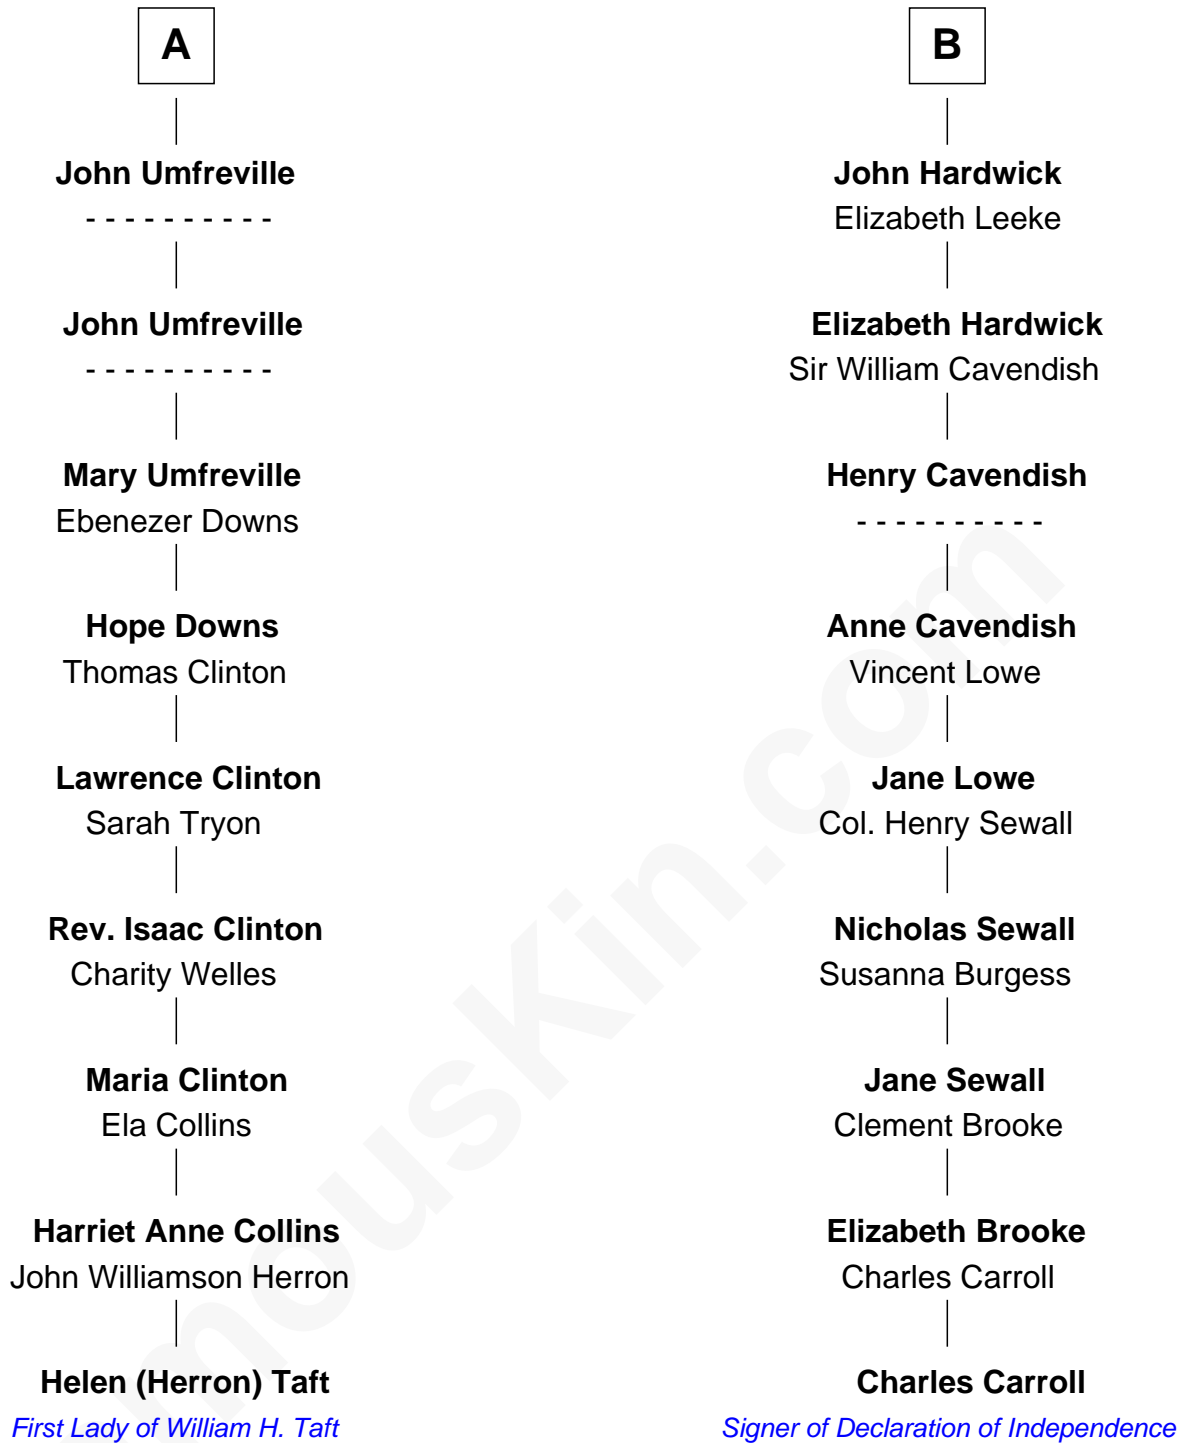 A
John Umfreville
- - - - - - - - - -
John Umfreville
- - - - - - - - - -
Mary Umfreville
Ebenezer Downs
Hope Downs
Thomas Clinton
Lawrence Clinton
Sarah Tryon
Rev. Isaac Clinton
Charity Welles
Maria Clinton
Ela Collins
Harriet Anne Collins
John Williamson Herron
Helen (Herron) Taft
First Lady of William H. Taft
B
John Hardwick
Elizabeth Leeke
Elizabeth Hardwick
Sir William Cavendish
Henry Cavendish
- - - - - - - - - -
Anne Cavendish
Vincent Lowe
Jane Lowe
Col. Henry Sewall
Nicholas Sewall
Susanna Burgess
Jane Sewall
Clement Brooke
Elizabeth Brooke
Charles Carroll
Charles Carroll
Signer of Declaration of Independence
mousKin.com